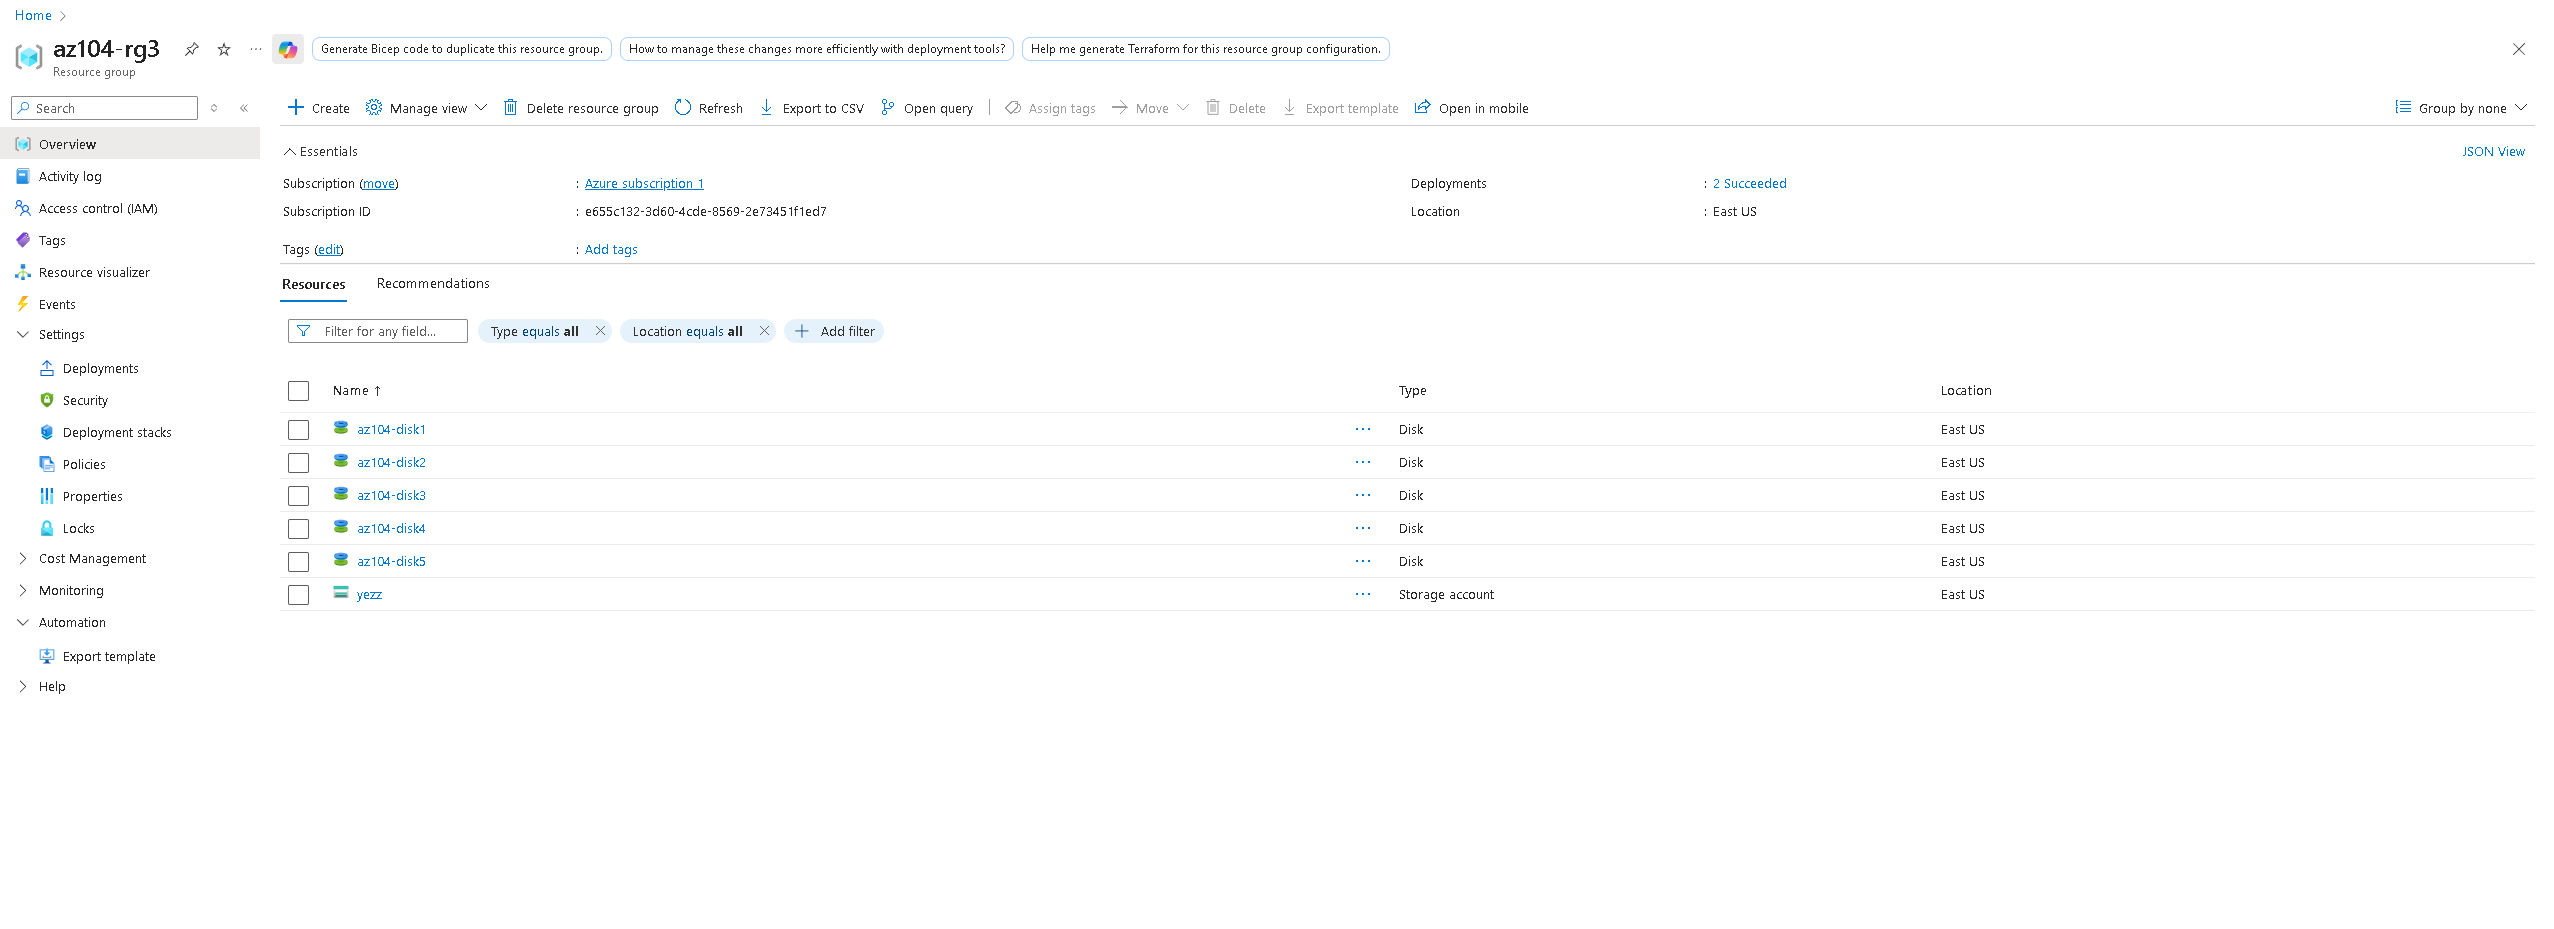 Home
az104-rg3
Resource group
Generate Bicep code to duplicate this resource group.
How to manage these changes more efficiently with deployment tools?
Help me generate Terraform for this resource group configuration.
Search
Create
Manage view
Delete resource group
Refresh
Export to CSV
Open query
Assign tags
Move
Delete
Export template
Open in mobile
Group by none
Overview
Activity log
Access control (IAM)
Tags
Resource visualizer
Events
Settings
Deployments
Security
Deployment stacks
Policies
Properties
Locks
Cost Management
Monitoring
Automation
Export template
Help
Essentials
JSON View
Subscription (move) : Azure subscription 1
Deployments : 2 Succeeded
Subscription ID : e655c132-3d60-4cde-8569-2e73451f1ed7
Location : East US
Tags (edit) : Add tags
Resources
Recommendations
Filter for any field...
Type equals all
Location equals all
Add filter
Name ↑ Type Location
az104-disk1 ... Disk East US
az104-disk2 ... Disk East US
az104-disk3 ... Disk East US
az104-disk4 ... Disk East US
az104-disk5 ... Disk East US
yezz ... Storage account East US